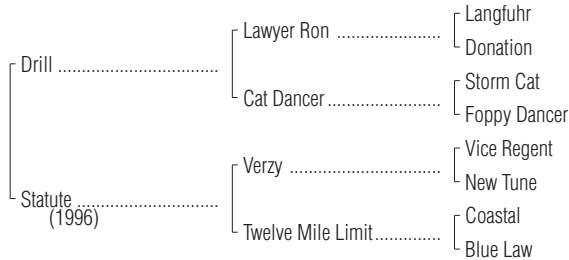 Langfuhr
Lawyer Ron ..................
Donation
Drill ................................
Storm Cat
Cat Dancer ...................
Foppy Dancer
Vice Regent
Verzy ............................
New Tune
Statute ............................
(1996)
Coastal
Twelve Mile Limit.............
Blue Law